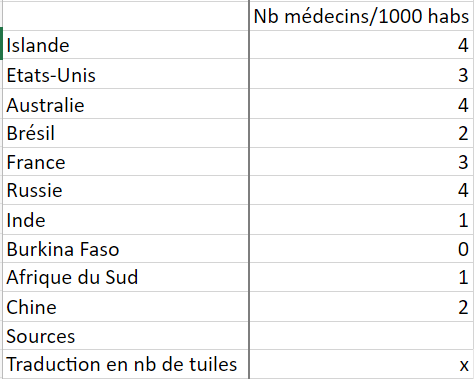 Nb médecins/1000 habs
Islande 4
Etats-Unis 3
Australie 4
Brésil 2
France 3
Russie 4
Inde 1
Burkina Faso 0
Afrique du Sud 1
Chine 2
Sources
Traduction en nb de tuiles x